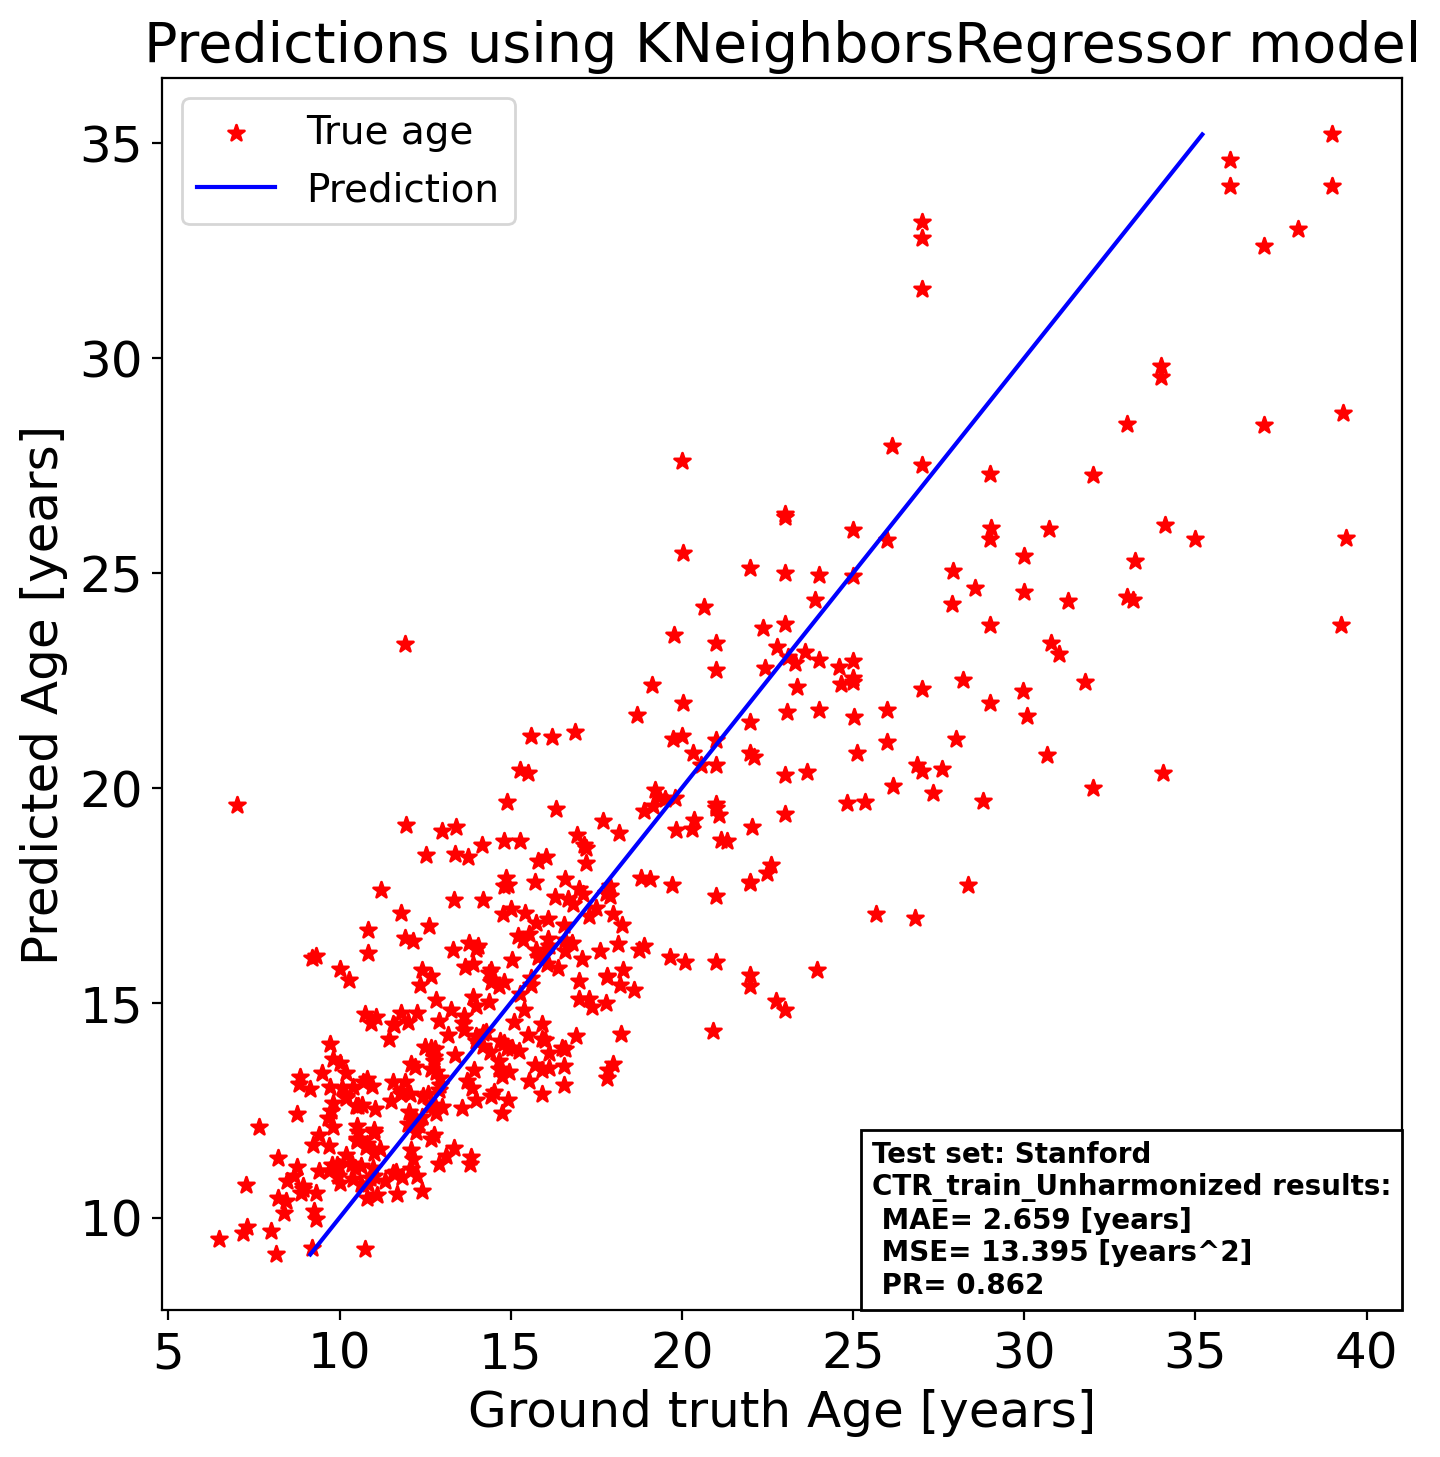 Predictions using KNeighborsRegressor model
True age
Prediction
35
30
25
20
15
10
Predicted Age [years]
Test set: Stanford
CTR_train_Unharmonized results:
MAE= 2.659 [years]
MSE= 13.395 [years^2]
PR= 0.862
5 10 15 20 25 30 35 40
Ground truth Age [years]